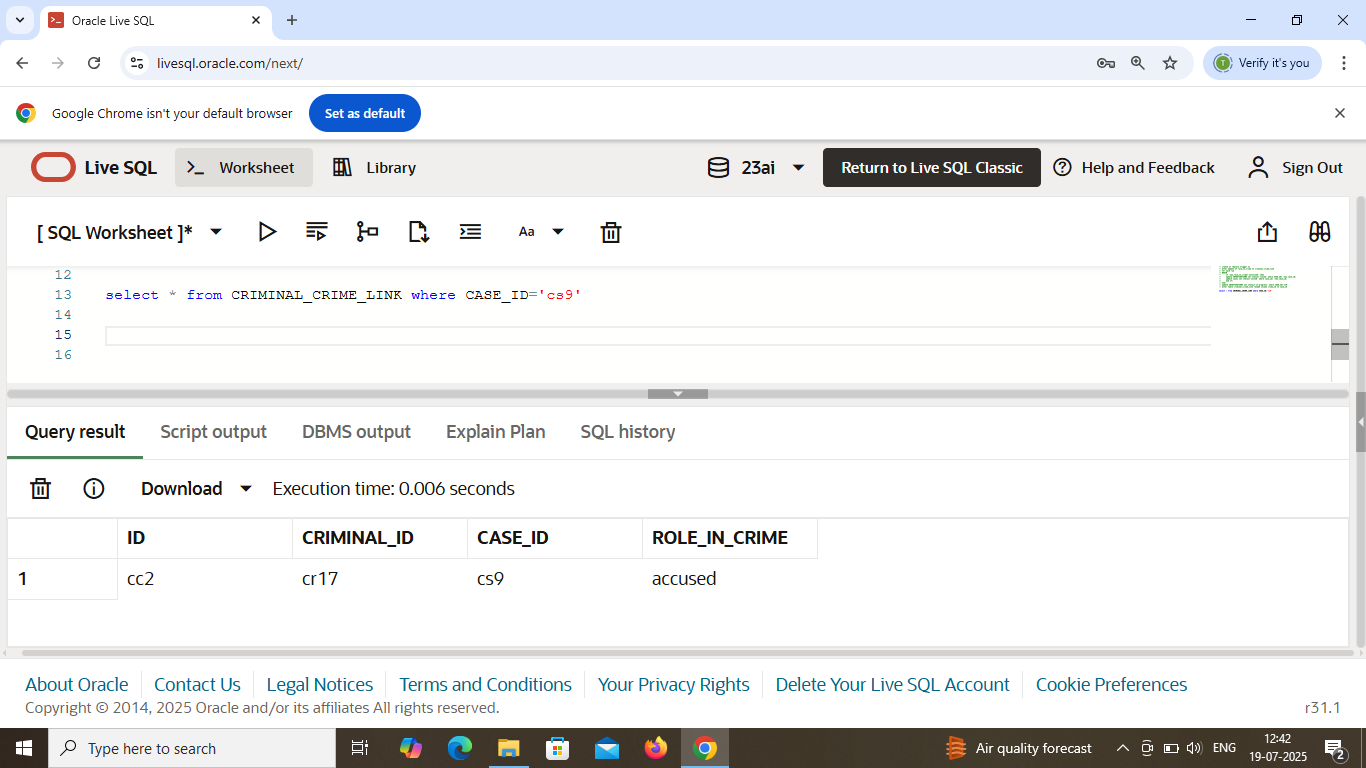 Oracle Live SQL
livesql.oracle.com/next/
T
Verify it's you
Google Chrome isn't your default browser
Set as default
Live SQL
Worksheet
Library
23ai
Return to Live SQL Classic
Help and Feedback
Sign Out
[ SQL Worksheet ]*
Aa
12
13 select * from CRIMINAL_CRIME_LINK where CASE_ID='cs9'
14
15
16
Query result
Script output
DBMS output
Explain Plan
SQL history
Download
Execution time: 0.006 seconds
ID CRIMINAL_ID CASE_ID ROLE_IN_CRIME
1 cc2 cr17 cs9 accused
About Oracle
Contact Us
Legal Notices
Terms and Conditions
Your Privacy Rights
Delete Your Live SQL Account
Cookie Preferences
Copyright © 2014, 2025 Oracle and/or its affiliates All rights reserved.
r31.1
Type here to search
Air quality forecast
ENG
12:42
19-07-2025
2